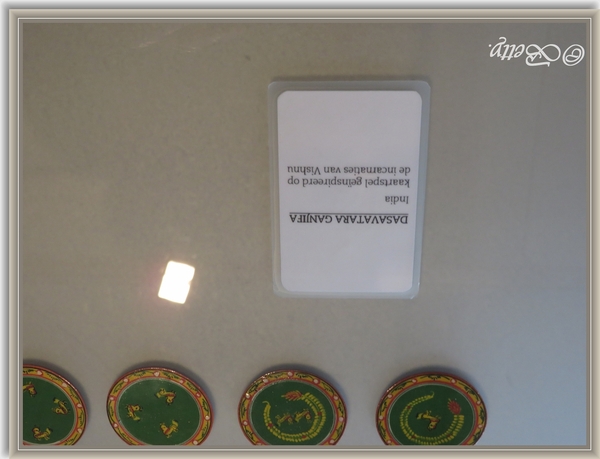 DASAVATARA GANJIFA
India
kaartspel geïnspireerd op
de incarnaties van Vishnu
© Betty.